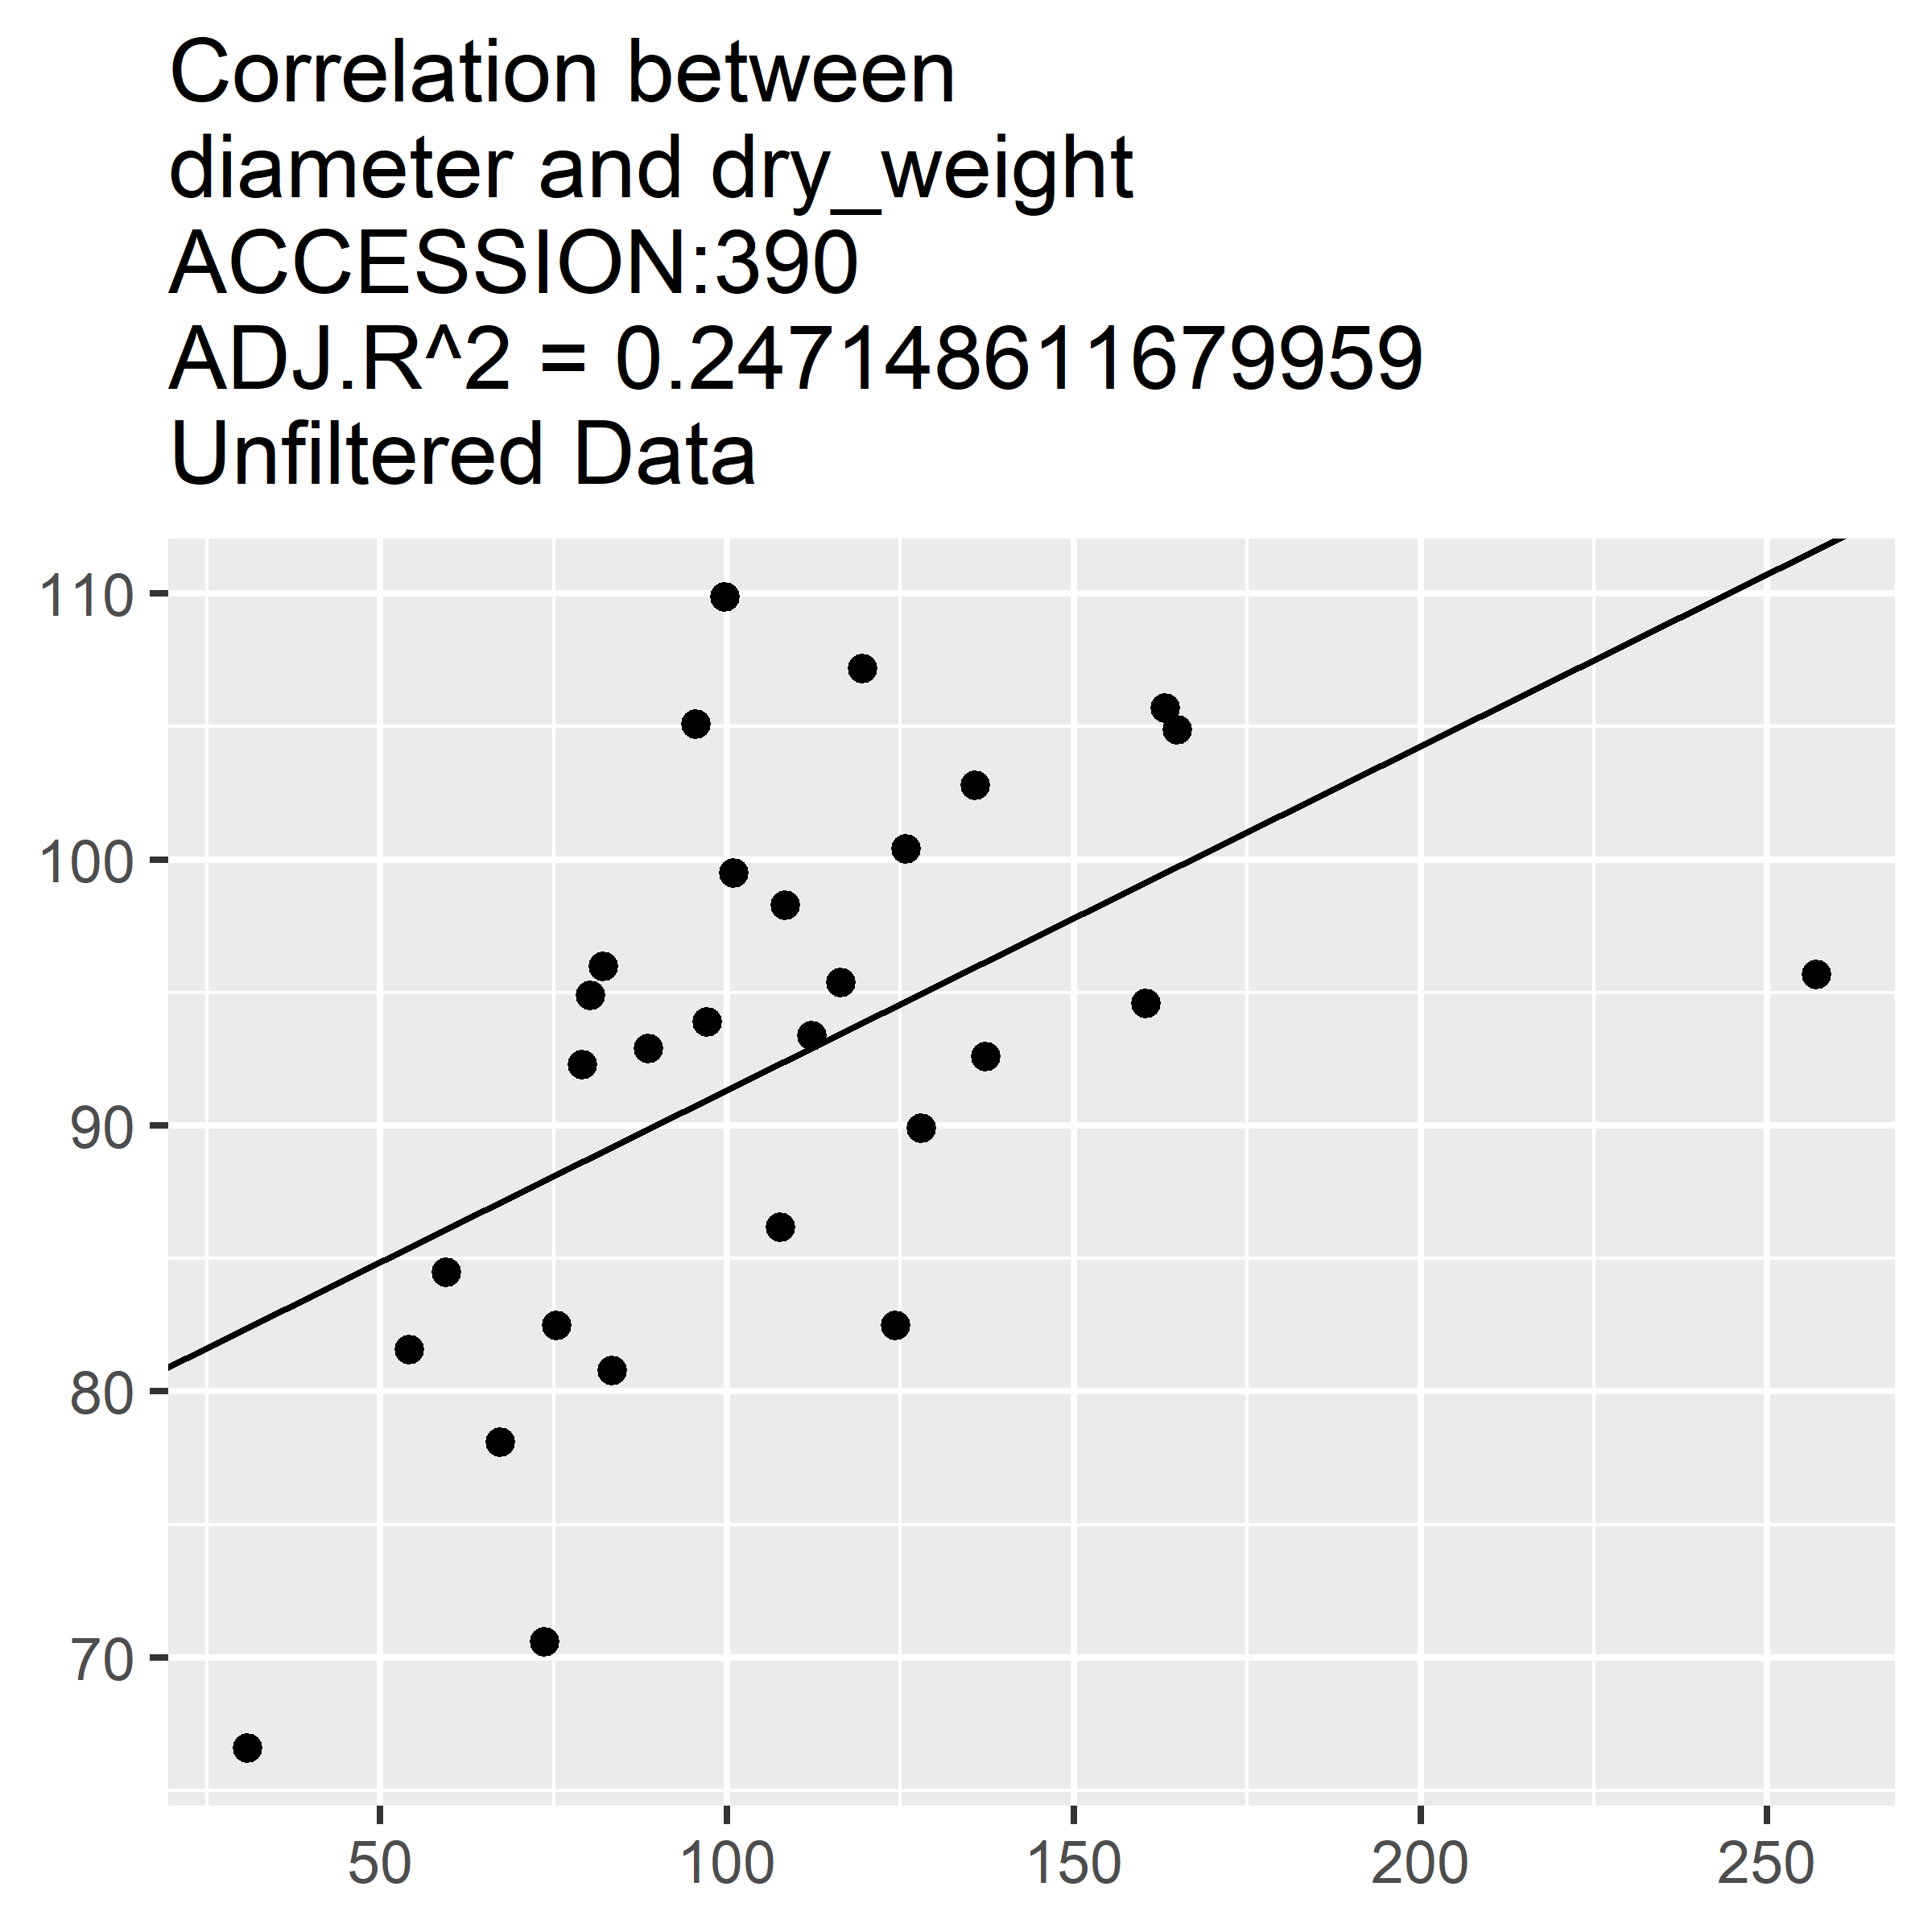 Correlation between
diameter and dry_weight
ACCESSION:390
ADJ.R^2 = 0.247148611679959
Unfiltered Data
110
100
90
80
70
50 100 150 200 250